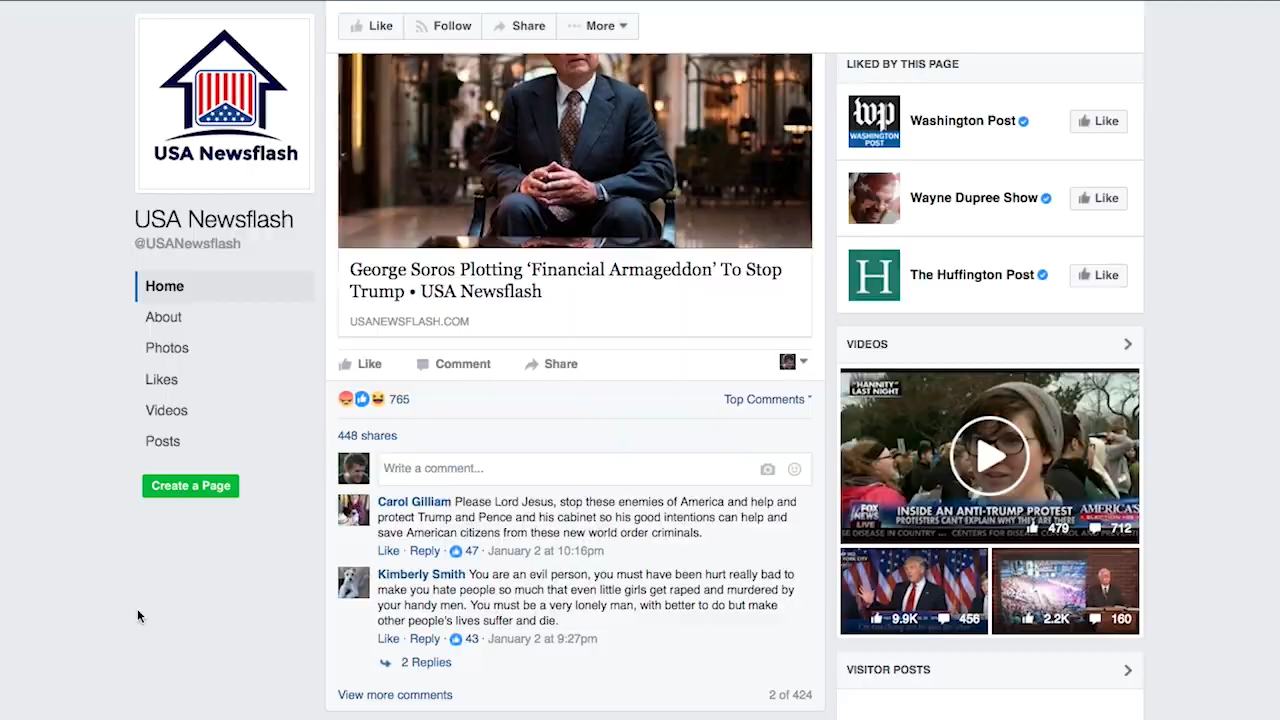 USA Newsflash
USA Newsflash
@USANewsflash
Home
About
Photos
Likes
Videos
Posts
Create a Page
Like
Follow
Share
More
George Soros Plotting ‘Financial Armageddon’ To Stop
Trump • USA Newsflash
USANEWSFLASH.COM
Like
Comment
Share
765
Top Comments
448 shares
Write a comment...
Carol Gilliam Please Lord Jesus, stop these enemies of America and help and
protect Trump and Pence and his cabinet so his good intentions can help and
save American citizens from these new world order criminals.
Like · Reply · 47 · January 2 at 10:16pm
Kimberly Smith You are an evil person, you must have been hurt really bad to
make you hate people so much that even little girls get raped and murdered by
your handy men. You must be a very lonely man, with better to do but make
other people's lives suffer and die.
Like · Reply · 43 · January 2 at 9:27pm
2 Replies
View more comments
2 of 424
LIKED BY THIS PAGE
wp
WASHINGTON
POST
Washington Post
Like
Wayne Dupree Show
Like
H
The Huffington Post
Like
VIDEOS
"HANNITY"
LAST NIGHT
FOX
NEWS
LIVE
INSIDE AN ANTI-TRUMP PROTEST
PROTESTERS CAN'T EXPLAIN WHY THEY ARE THERE
AMERICA'S
479
712
9.9K
456
2.2K
160
VISITOR POSTS